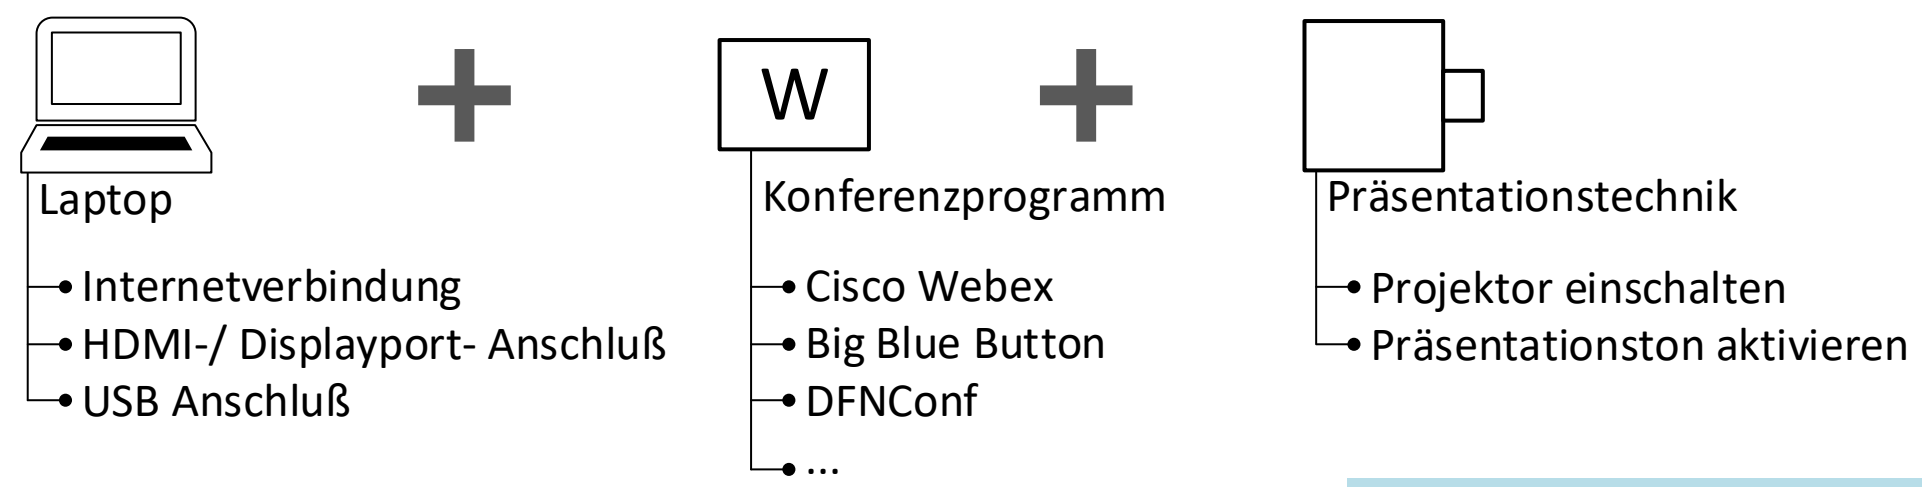 W
Laptop
Internetverbindung
HDMI-/ Displayport- Anschluß
USB Anschluß
Konferenzprogramm
Cisco Webex
Big Blue Button
DFNConf
...
Präsentationstechnik
Projektor einschalten
Präsentationston aktivieren